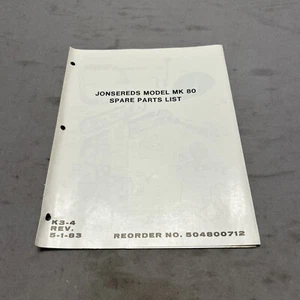 JONSEREDS MODEL MK 80
SPARE PARTS LIST
K3-4
REV.
5-1-83
REORDER NO. 504800712